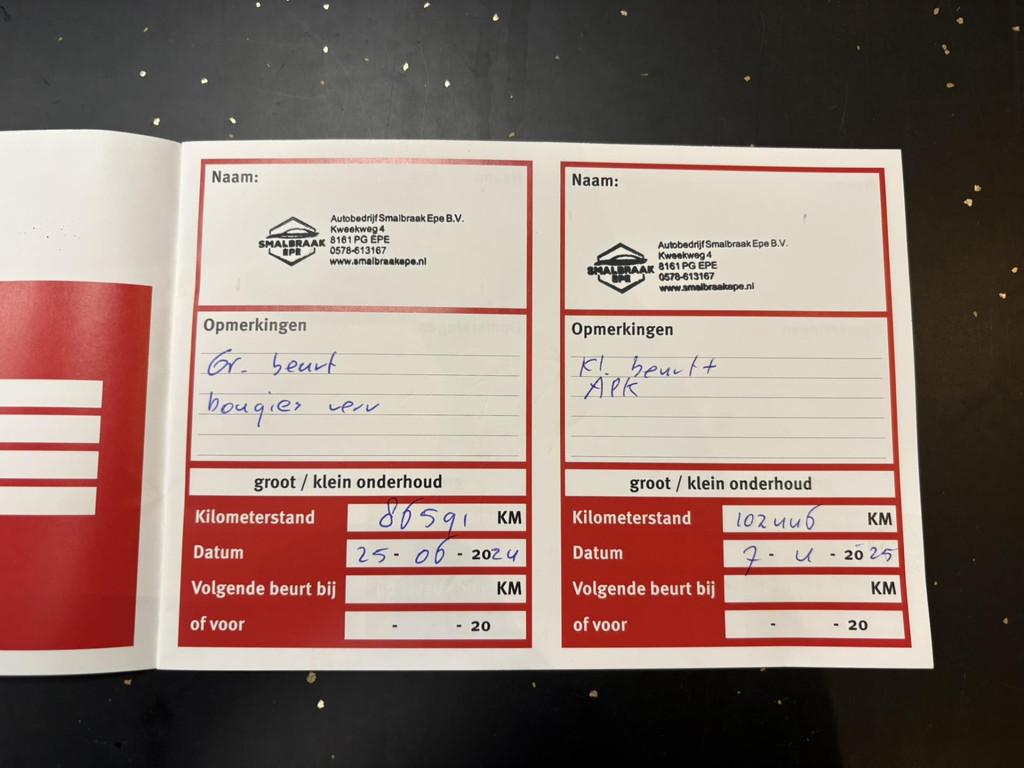 Naam:
SMALBRAAK
EPE
Autobedrijf Smalbraak Epe B.V.
Kweekweg 4
8161 PG EPE
0578-613167
www.smalbraakepe.nl
Opmerkingen
Gr. beurt
bougies verv
groot / klein onderhoud
Kilometerstand 86591 KM
Datum 25 - 06 - 2024
Volgende beurt bij KM
of voor - - 20
Naam:
SMALBRAAK
EPE
Autobedrijf Smalbraak Epe B.V.
Kweekweg 4
8161 PG EPE
0578-613167
www.smalbraakepe.nl
Opmerkingen
Kl. beurt +
APK
groot / klein onderhoud
Kilometerstand 102446 KM
Datum 7 - 4 - 2025
Volgende beurt bij KM
of voor - - 20